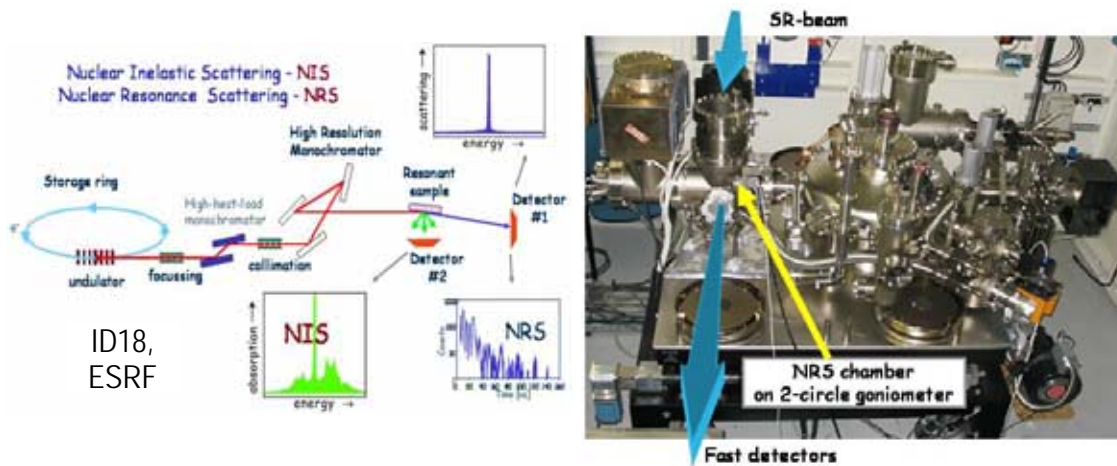 Nuclear Inelastic Scattering - NIS
Nuclear Resonance Scattering - NRS
scattering →
energy →
High Resolution
Monochromator
Storage ring
High-heat-load
monochromator
Resonant
sample
Detector
#1
e-
undulator
focussing
collimation
Detector
#2
ID18,
ESRF
absorption →
NIS
energy →
Counts
NRS
SR-beam
NRS chamber
on 2-circle goniometer
Fast detectors